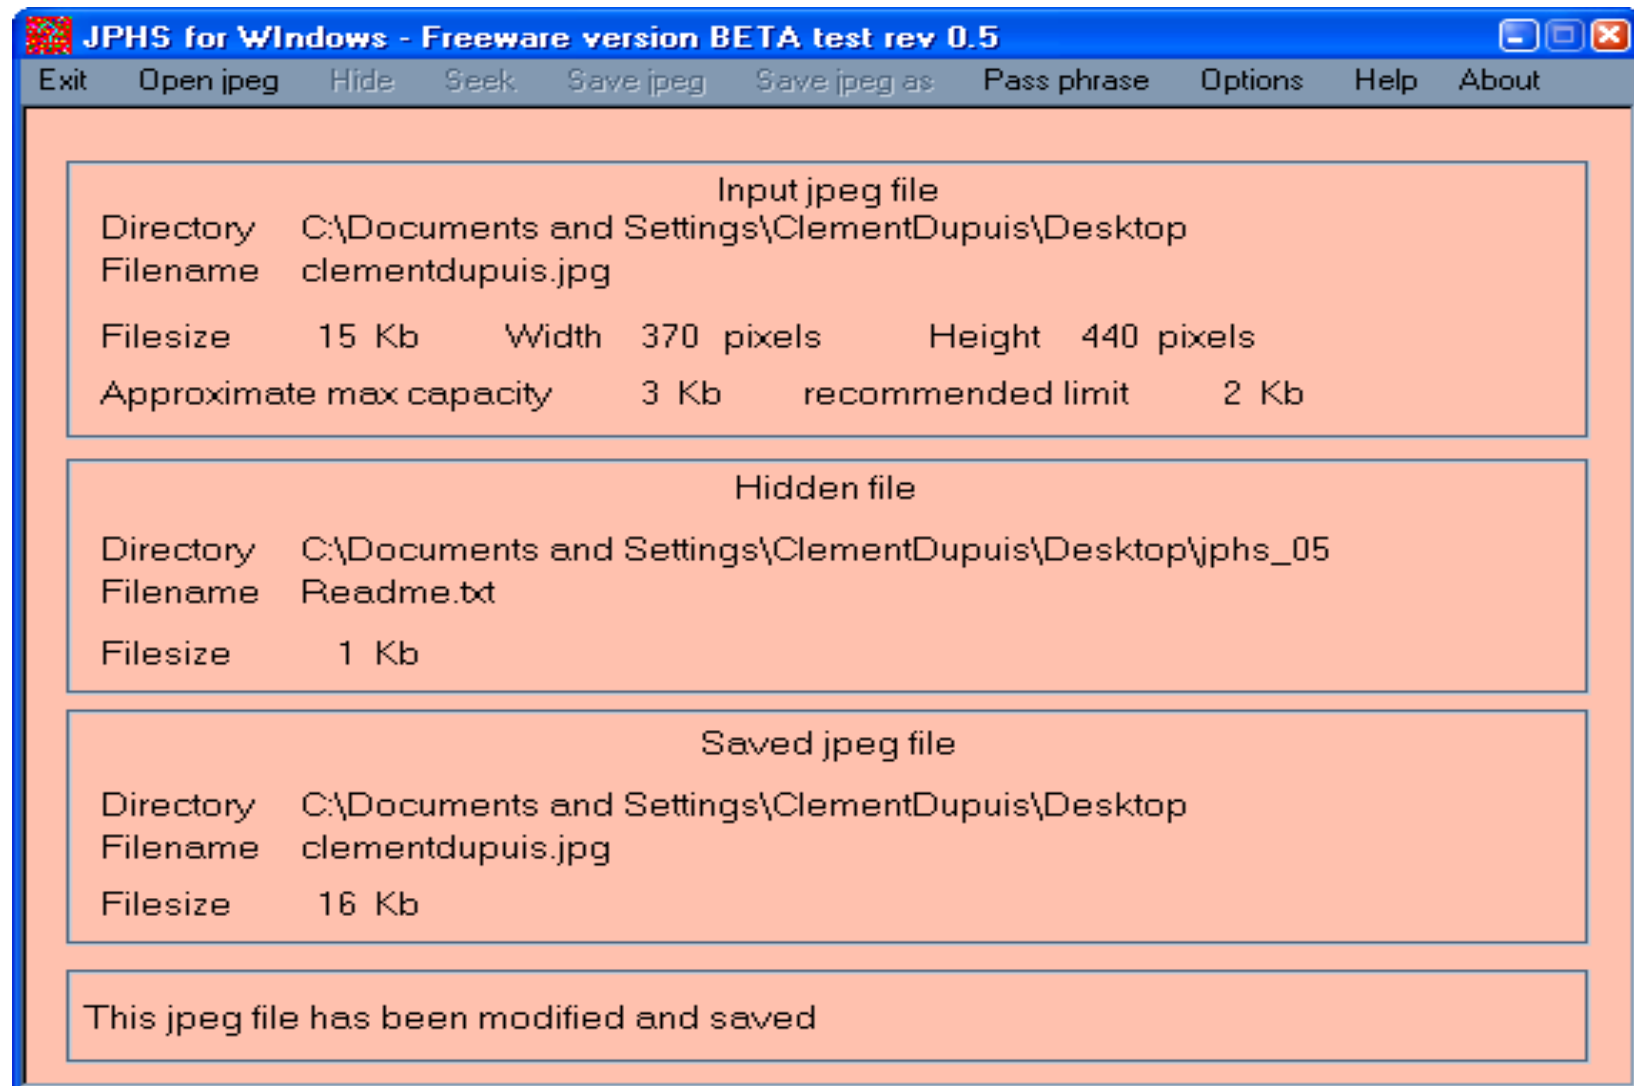 JPHS for WIndows - Freeware version BETA test rev 0.5
Exit Open jpeg Hide Seek Save jpeg Save jpeg as Pass phrase Options Help About
Input jpeg file
Directory C:\Documents and Settings\ClementDupuis\Desktop
Filename clementdupuis.jpg
Filesize 15 Kb Width 370 pixels Height 440 pixels
Approximate max capacity 3 Kb recommended limit 2 Kb
Hidden file
Directory C:\Documents and Settings\ClementDupuis\Desktop\jphs_05
Filename Readme.txt
Filesize 1 Kb
Saved jpeg file
Directory C:\Documents and Settings\ClementDupuis\Desktop
Filename clementdupuis.jpg
Filesize 16 Kb
This jpeg file has been modified and saved